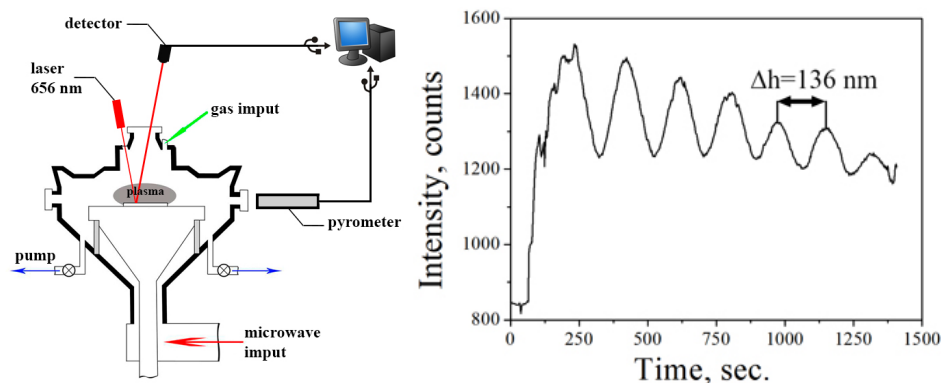 detector
laser
656 nm
gas imput
plasma
pyrometer
pump
microwave
imput
1600
1400
1200
1000
800
Intensity, counts
Δh=136 nm
0
250
500
750
1000
1250
1500
Time, sec.